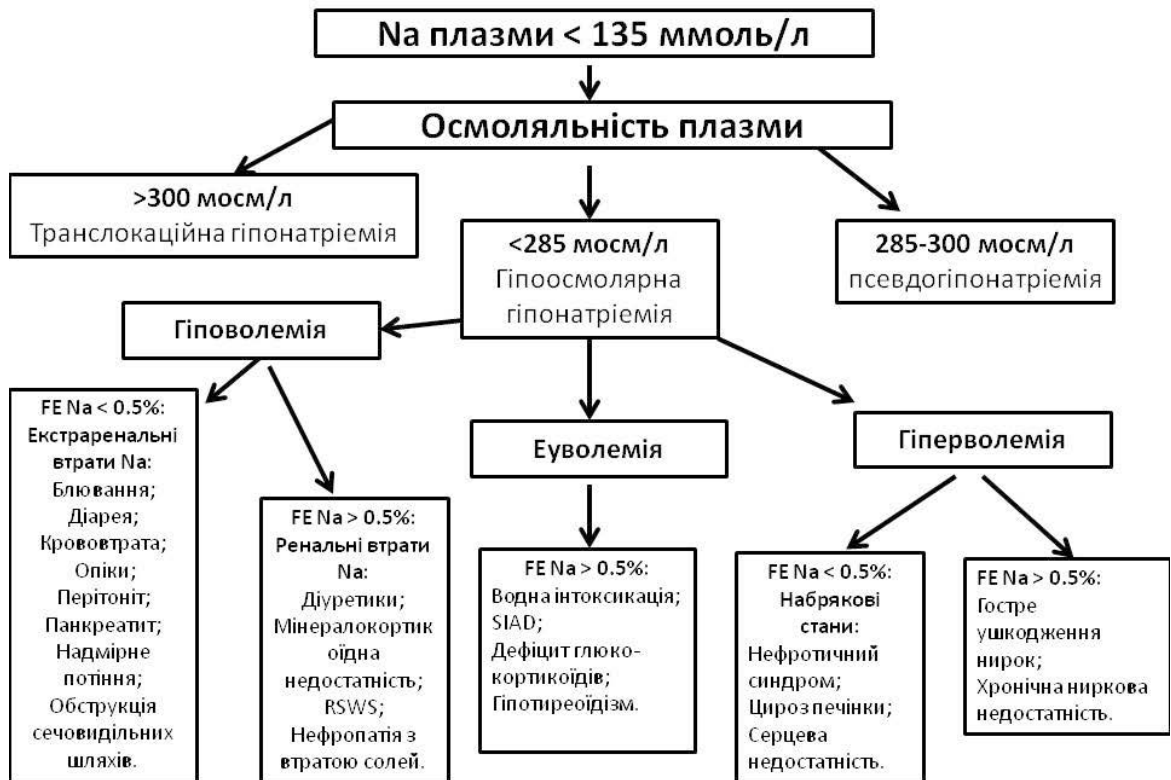 Na плазми < 135 ммоль/л
Осмоляльність плазми
>300 мосм/л
Транслокаційна гіпонатріемія
<285 мосм/л
Гіпоосмолярна
гіпонатріемія
285-300 мосм/л
псевдогіпонатріемія
Гіповолемія
Еуволемія
Гіперволемія
FE Na < 0.5%:
Екстраренальні
втрати Na:
Блювання;
Діарея;
Крововтрата;
Опіки;
Перітоніт;
Панкреатит;
Надмірне
потіння;
Обструкція
сечовидільних
шляхів.
FE Na > 0.5%:
Ренальні втрати
Na:
Діуретики;
Мінералокортик
оїдна
недостатність;
RSWS;
Нефропатія з
втратою солей.
FE Na > 0.5%:
Водна інтоксикація;
SIAD;
Дефіцит глюко-
кортикоїдів;
Гіпотиреоїдізм.
FE Na < 0.5%:
Набрякові
стани:
Нефротичний
синдром;
Цироз печінки;
Серцева
недостатність.
FE Na > 0.5%:
Гостре
ушкодження
нирок;
Хронічна ниркова
недостатність.